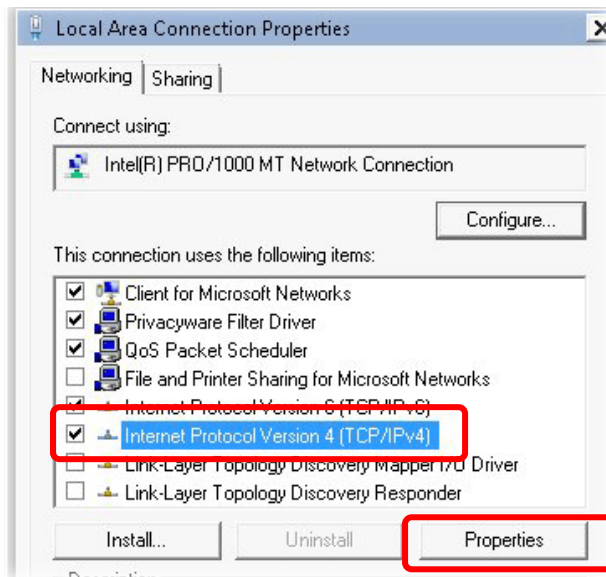 Local Area Connection Properties
Networking Sharing
Connect using:
Intel(R) PRO/1000 MT Network Connection
Configure...
This connection uses the following items:
Client for Microsoft Networks
Privacyware Filter Driver
QoS Packet Scheduler
File and Printer Sharing for Microsoft Networks
Internet Protocol Version 6 (TCP/IPv6)
Internet Protocol Version 4 (TCP/IPv4)
Link-Layer Topology Discovery Mapper I/O Driver
Link-Layer Topology Discovery Responder
Install... Uninstall Properties
Description